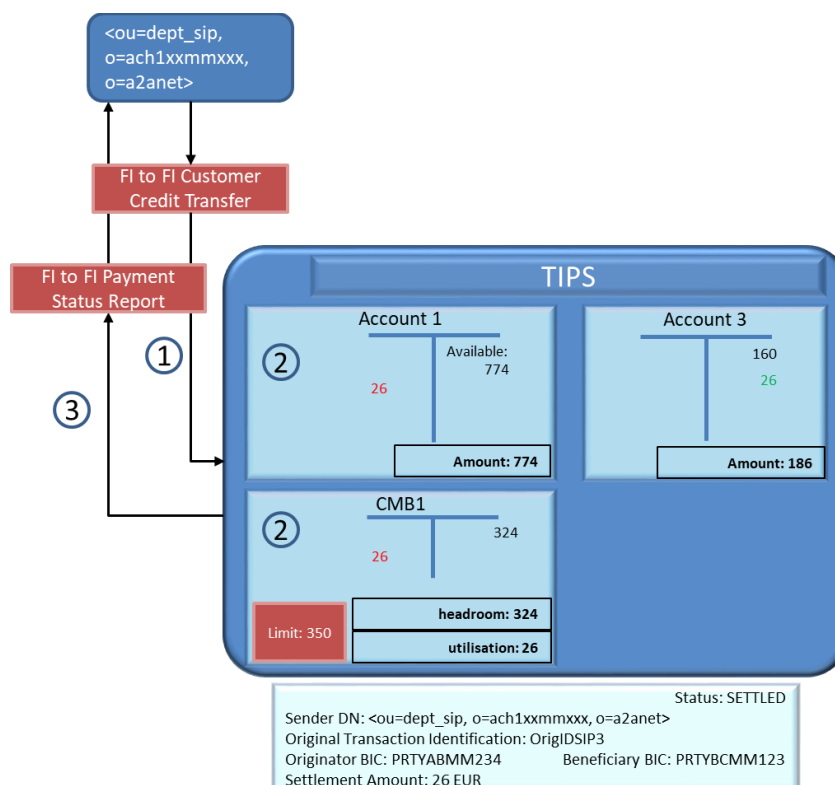 <ou=dept_sip,
o=ach1xxmmxxx,
o=a2anet>
FI to FI Customer
Credit Transfer
FI to FI Payment
Status Report
1
3
TIPS
Account 1
2
Available:
774
26
Amount: 774
Account 3
160
26
Amount: 186
CMB1
2
324
26
Limit: 350
headroom: 324
utilisation: 26
Status: SETTLED
Sender DN: <ou=dept_sip, o=ach1xxmmxxx, o=a2anet>
Original Transaction Identification: OrigIDSIP3
Originator BIC: PRTYABMM234 Beneficiary BIC: PRTYBCMM123
Settlement Amount: 26 EUR